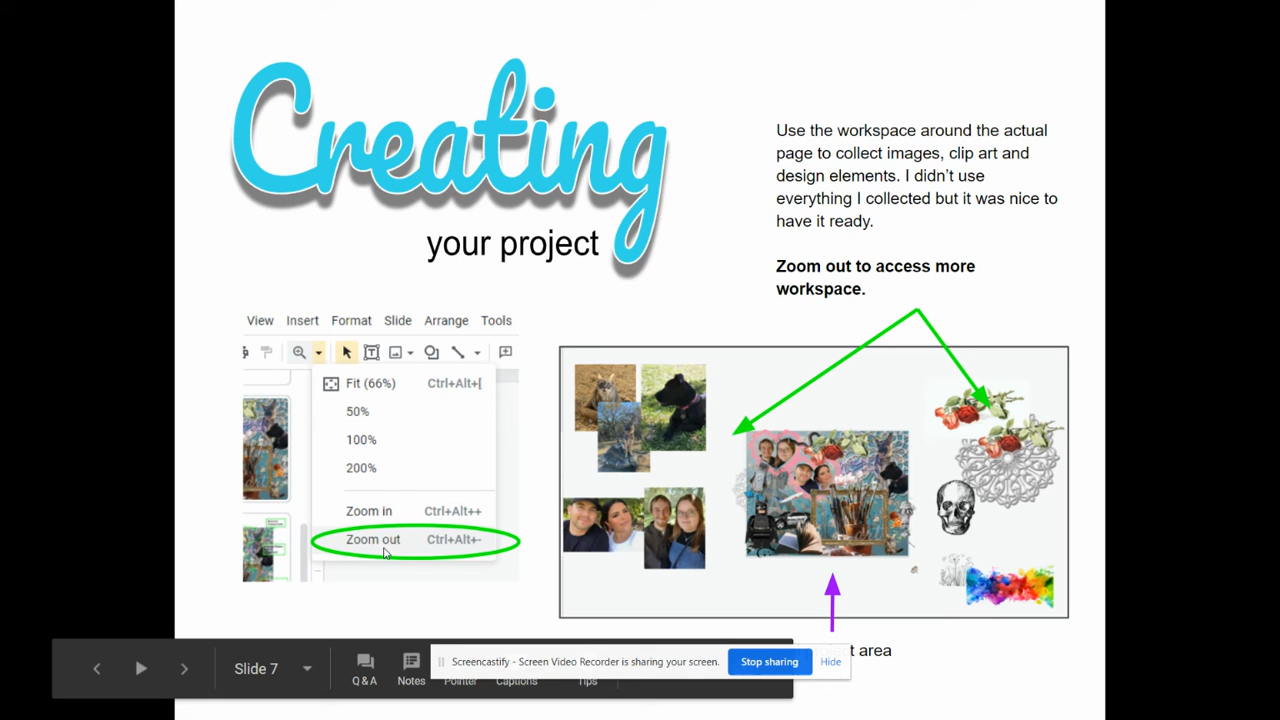 Creating
your project
Use the workspace around the actual
page to collect images, clip art and
design elements. I didn't use
everything I collected but it was nice to
have it ready.
Zoom out to access more
workspace.
View Insert Format Slide Arrange Tools
Fit (66%) Ctrl+Alt+[
50%
100%
200%
Zoom in Ctrl+Alt++
Zoom out Ctrl+Alt+-
area
Slide 7
Q & A
Notes
Pointer
Captions
Tips
Screencastify - Screen Video Recorder is sharing your screen.
Stop sharing
Hide